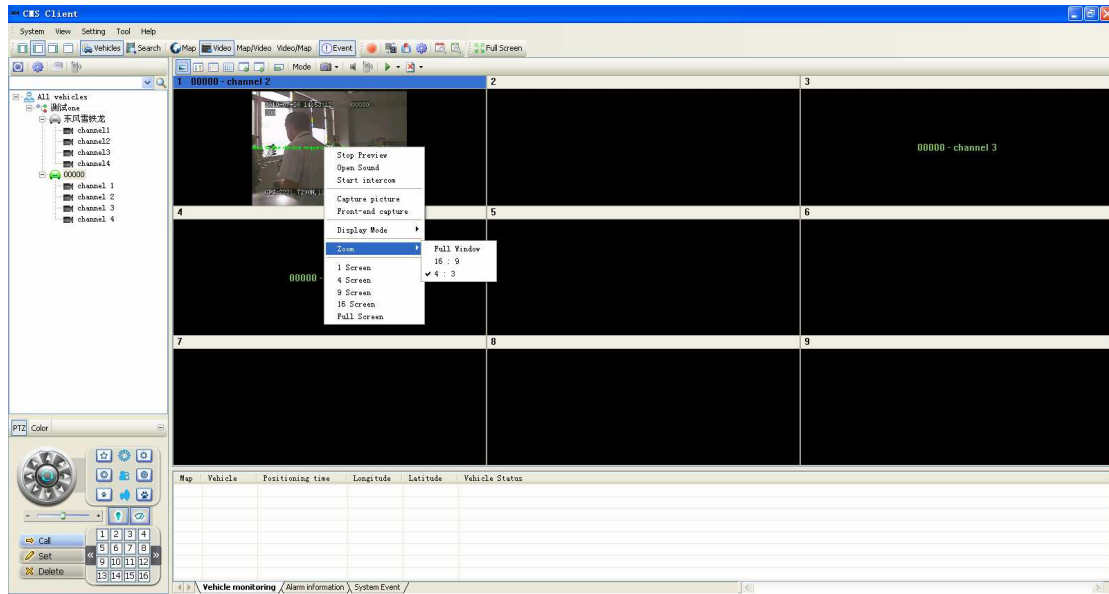 CMS Client
System View Setting Tool Help
Vehicles Search Map Video Map/Video Video/Map Event Full Screen
Mode
1 00000 - channel 2
2
3
All vehicles
测试one
东风雪铁龙
channel1
channel2
channel3
channel4
00000
channel 1
channel 2
channel 3
channel 4
00000
00000 - channel 3
Stop Preview
Open Sound
Start intercom
Capture picture
Front-end capture
Display Mode
Zoom
1 Screen
4 Screen
9 Screen
16 Screen
Full Screen
Full Window
16 : 9
4 : 3
4
5
6
00000 -
7
8
9
PTZ Color
Call
Set
Delete
1 2 3 4
5 6 7 8
9 10 11 12
13 14 15 16
Map Vehicle Positioning time Longitude Latitude Vehicle Status
Vehicle monitoring Alarm information System Event